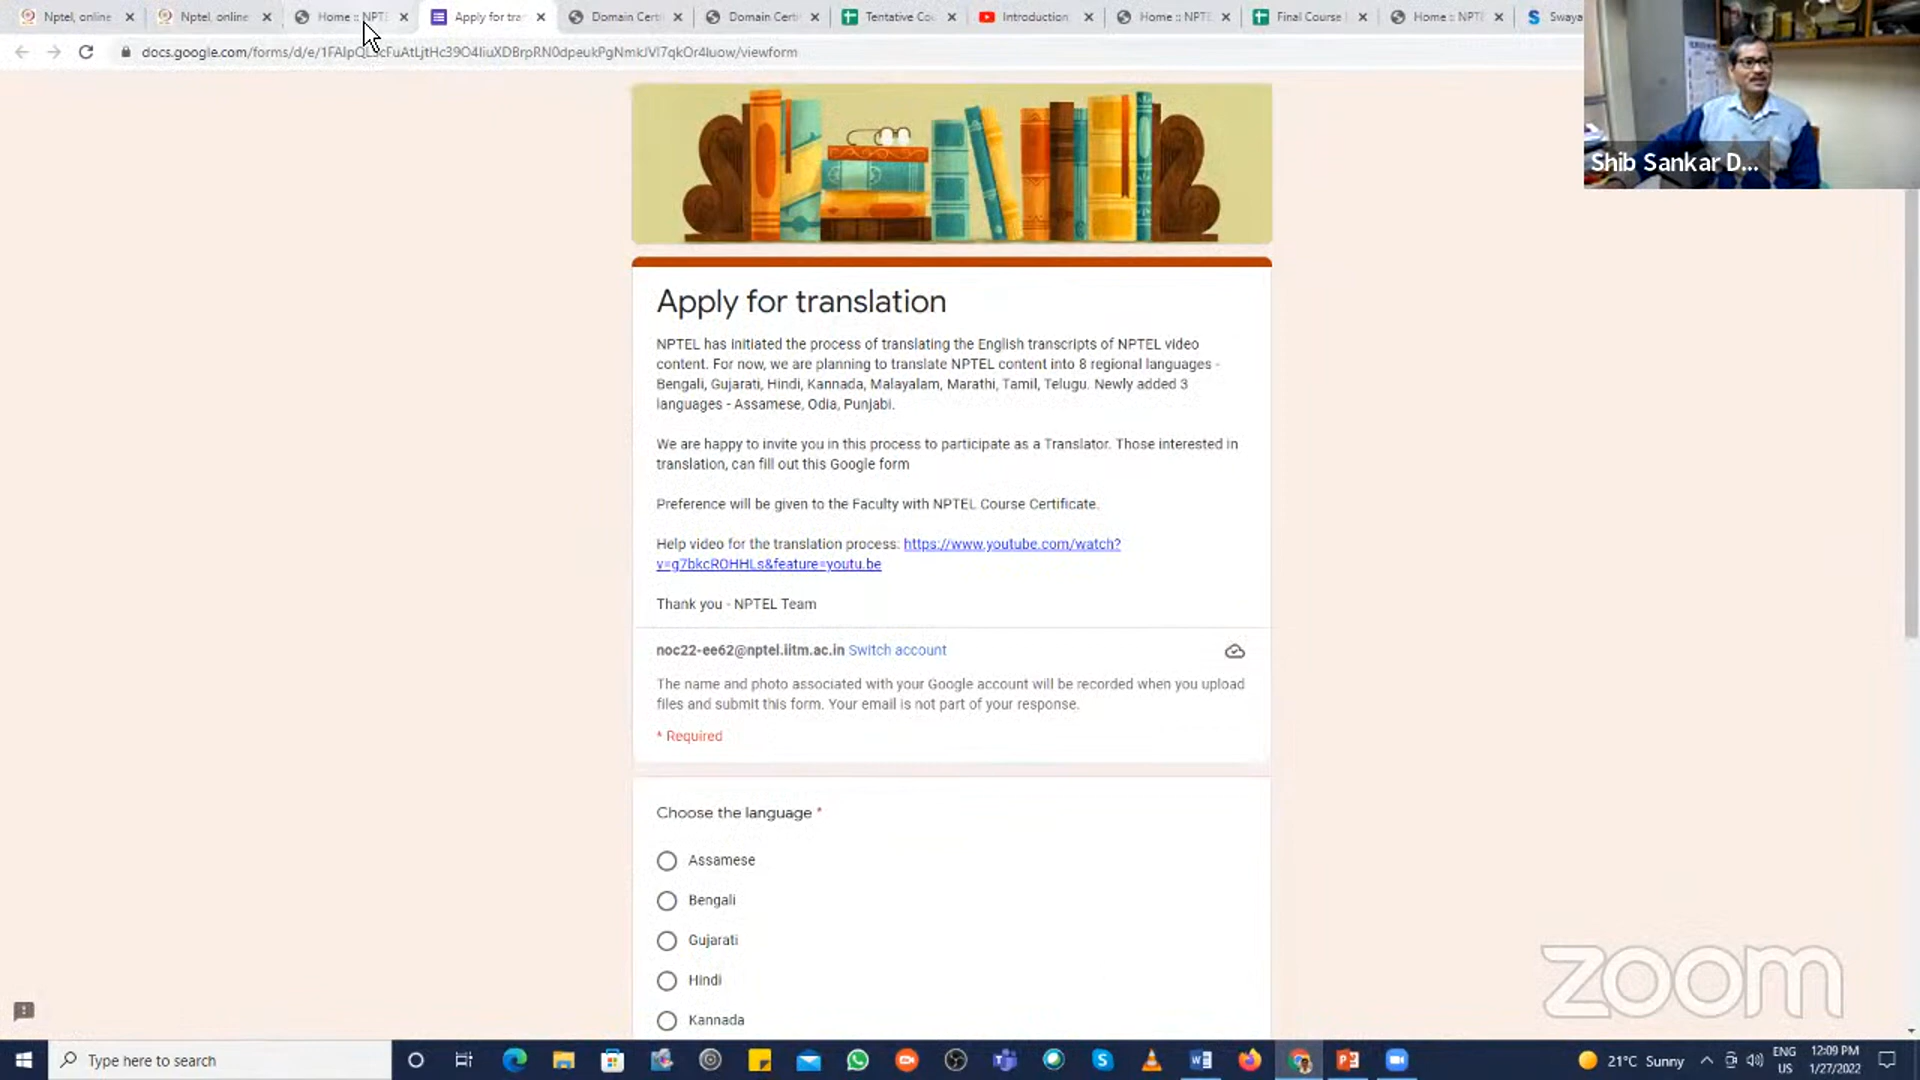 Nptel, online
Nptel, online
Home :: NPT
Apply for tra
Domain Certi
Domain Certi
Tentative Co
Introduction
Home :: NPT
Final Course
Home :: NPT
Swaya
Shib Sankar D...
Apply for translation
NPTEL has initiated the process of translating the English transcripts of NPTEL video
content. For now, we are planning to translate NPTEL content into 8 regional languages -
Bengali, Gujarati, Hindi, Kannada, Malayalam, Marathi, Tamil, Telugu. Newly added 3
languages - Assamese, Odia, Punjabi.
We are happy to invite you in this process to participate as a Translator. Those interested in
translation, can fill out this Google form
Preference will be given to the Faculty with NPTEL Course Certificate.
Help video for the translation process: https://www.youtube.com/watch?
v=g7bkcROHHLs&feature=youtu.be
Thank you - NPTEL Team
noc22-ee62@nptel.iitm.ac.in Switch account
The name and photo associated with your Google account will be recorded when you upload
files and submit this form. Your email is not part of your response.
* Required
Choose the language *
Assamese
Bengali
Gujarati
Hindi
Kannada
zoom
Type here to search
21°C Sunny
ENG
US
12:09 PM
1/27/2022